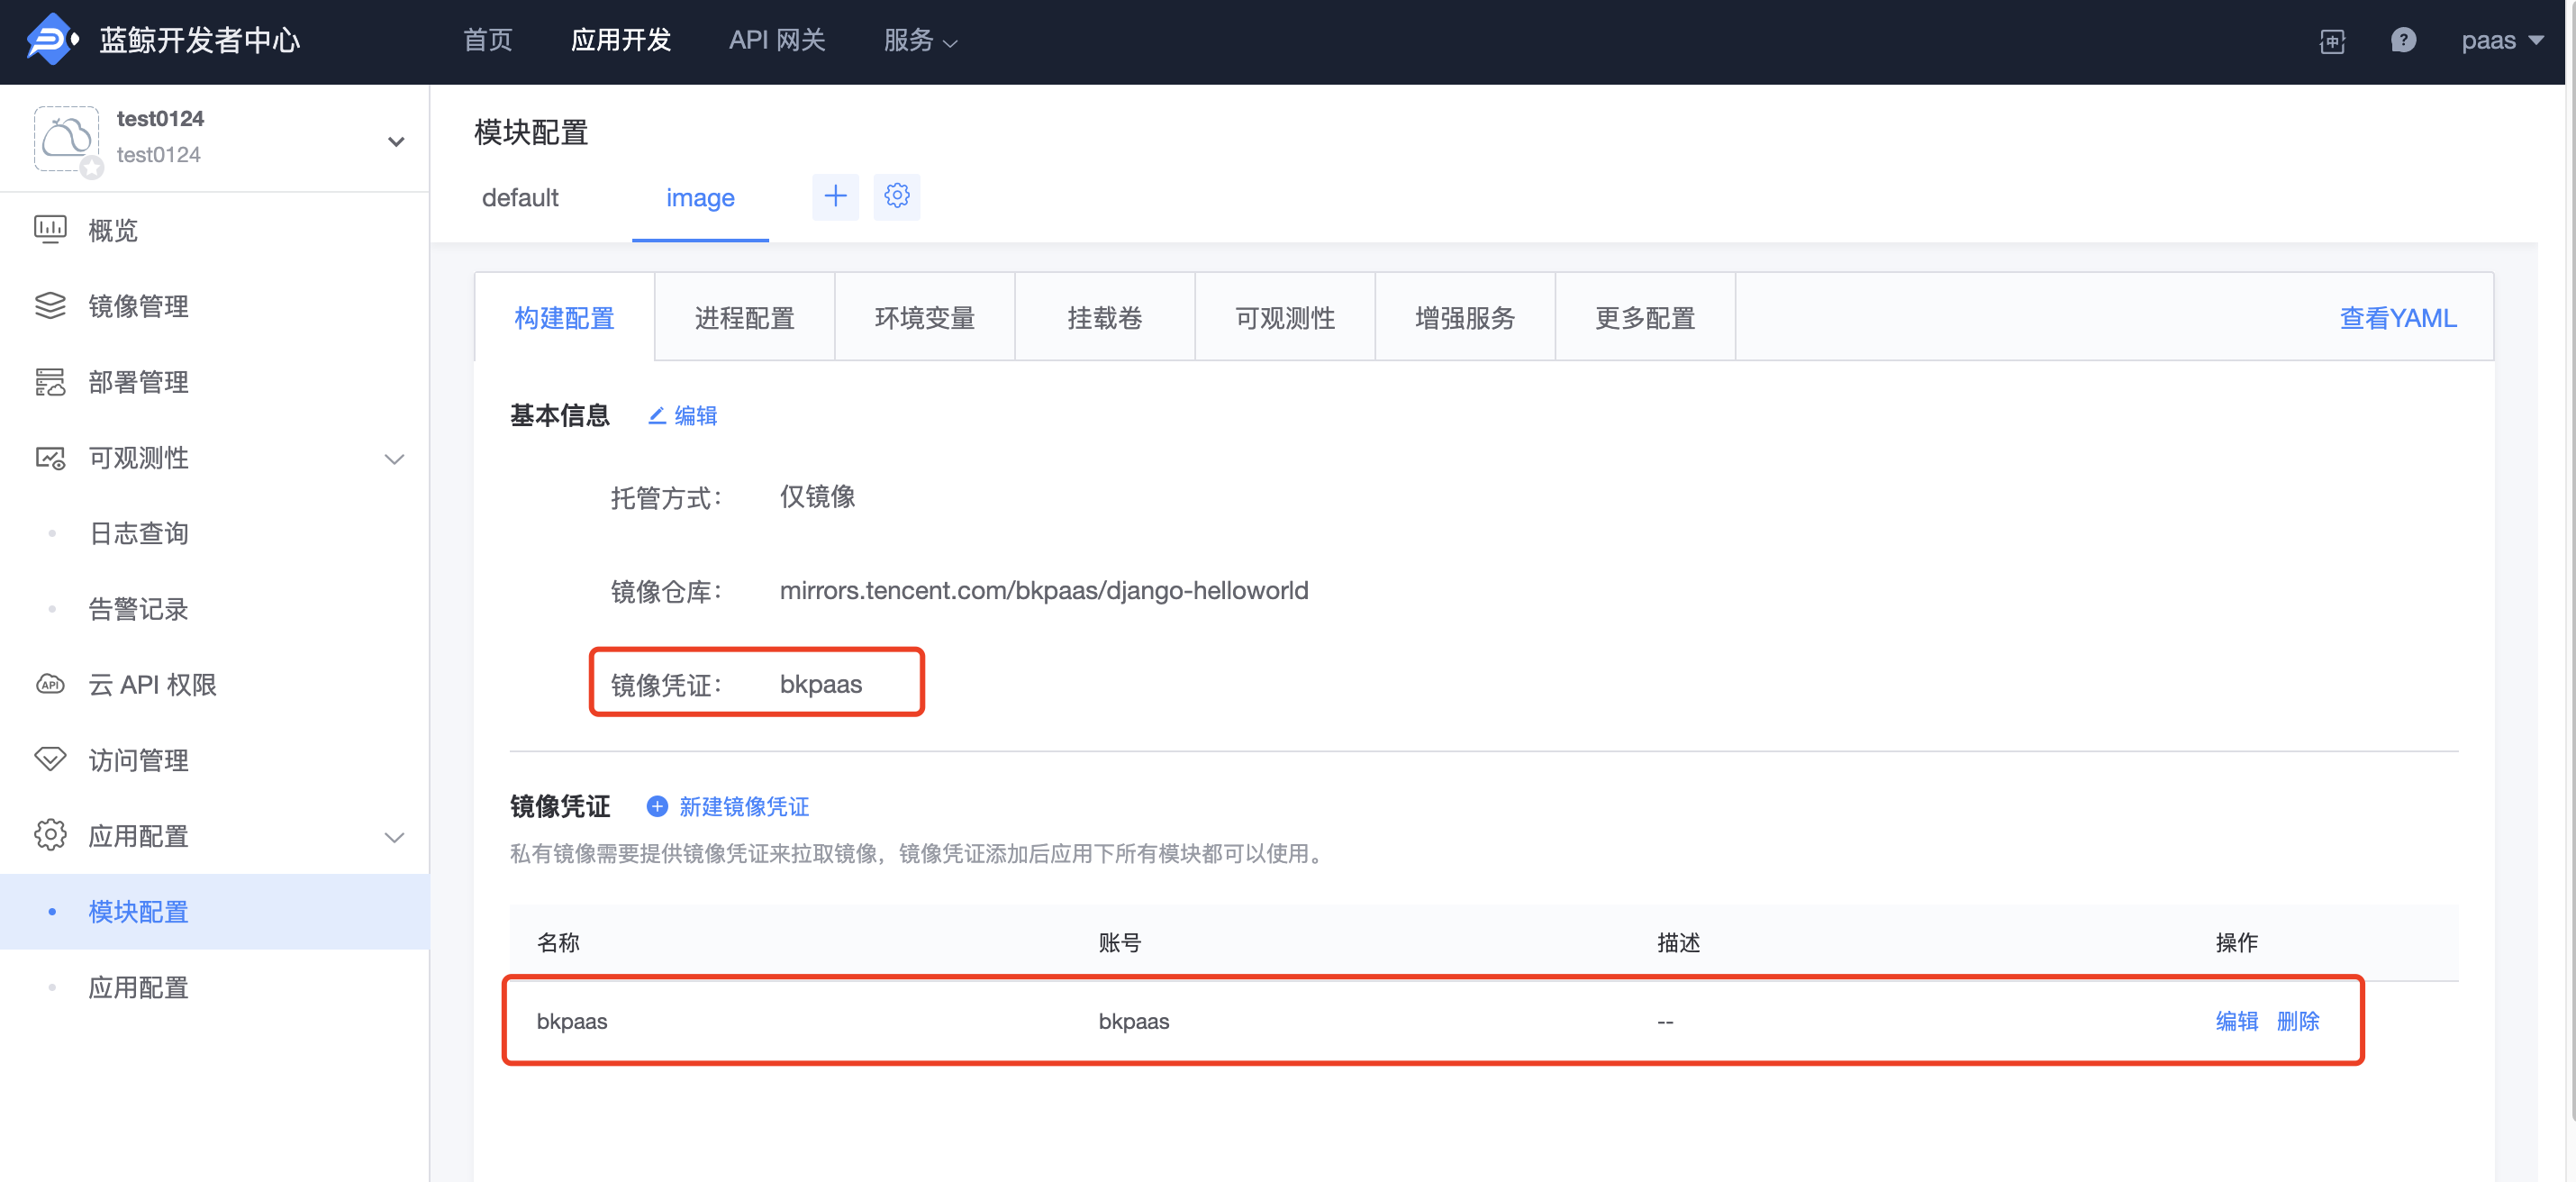 蓝鲸开发者中心
首页 应用开发 API 网关 服务
中 ? paas
test0124
test0124
概览
镜像管理
部署管理
可观测性
日志查询
告警记录
API 云 API 权限
访问管理
应用配置
模块配置
应用配置
模块配置
default image
构建配置 进程配置 环境变量 挂载卷 可观测性 增强服务 更多配置 查看YAML
基本信息 编辑
托管方式： 仅镜像
镜像仓库： mirrors.tencent.com/bkpaas/django-helloworld
镜像凭证： bkpaas
镜像凭证 新建镜像凭证
私有镜像需要提供镜像凭证来拉取镜像，镜像凭证添加后应用下所有模块都可以使用。
名称 账号 描述 操作
bkpaas bkpaas -- 编辑 删除